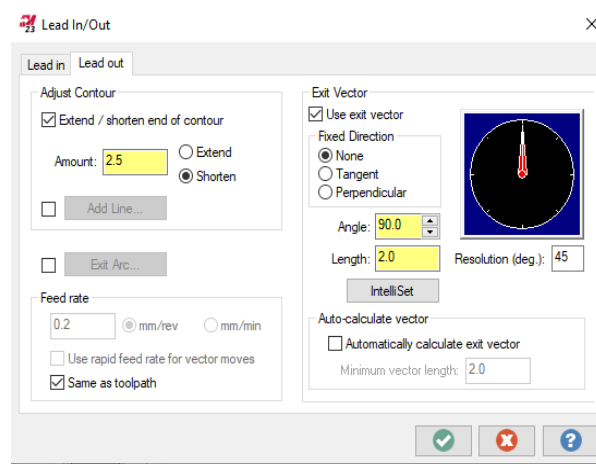 23 Lead In/Out
Lead in Lead out
Adjust Contour
Extend / shorten end of contour
Amount: 2.5
Extend
Shorten
Add Line...
Exit Arc...
Feed rate
0.2 mm/rev mm/min
Use rapid feed rate for vector moves
Same as toolpath
Exit Vector
Use exit vector
Fixed Direction
None
Tangent
Perpendicular
Angle: 90.0
Length: 2.0 Resolution (deg.): 45
IntelliSet
Auto-calculate vector
Automatically calculate exit vector
Minimum vector length: 2.0